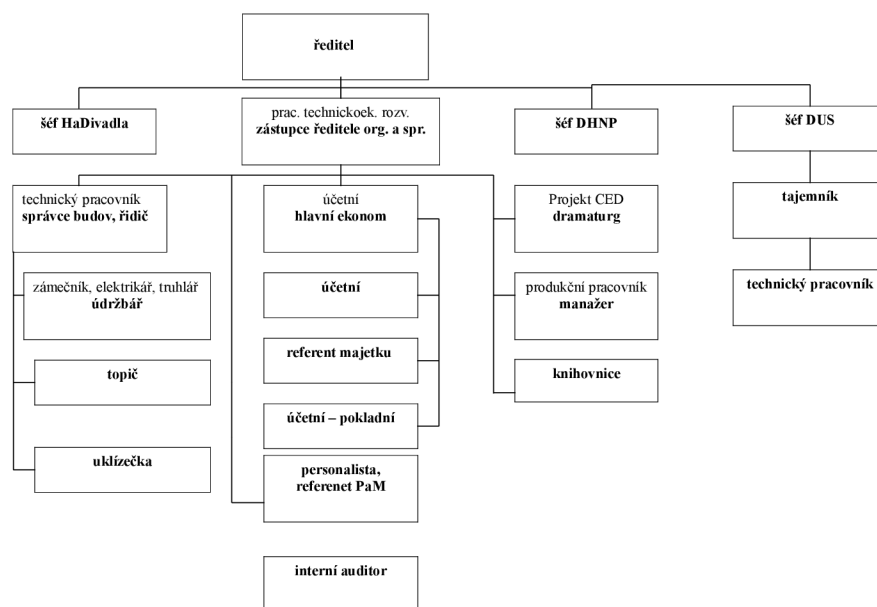 ředitel
šéf HaDivadla
prac. technickoek. rozv.
zástupce ředitele org. a spr.
šéf DHNP
šéf DUS
technický pracovník
správce budov, řidič
účetní
hlavní ekonom
Projekt CED
dramaturg
tajemník
zámečník, elektrikář, truhlář
údržbář
účetní
produkční pracovník
manažer
technický pracovník
topič
referent majetku
knihovnice
účetní – pokladní
uklízečka
personalista,
referenet PaM
interní auditor